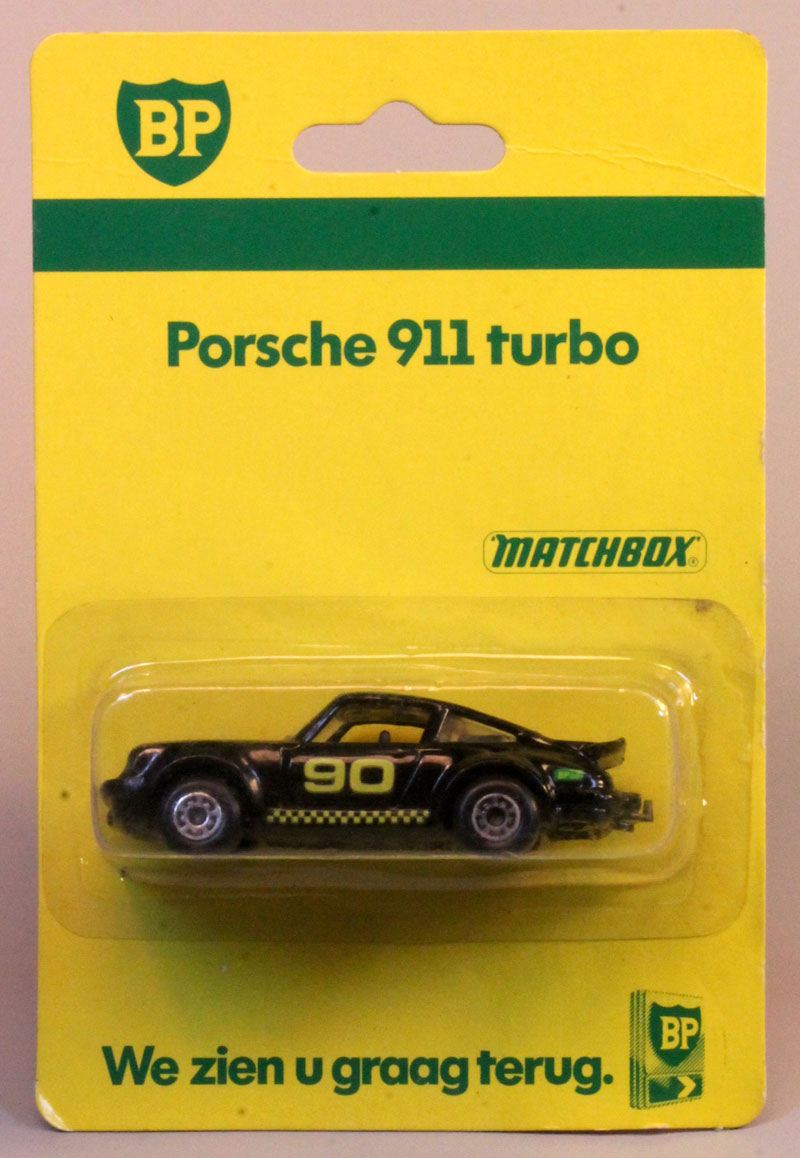 BP
Porsche 911 turbo
MATCHBOX
90
We zien u graag terug.
BP